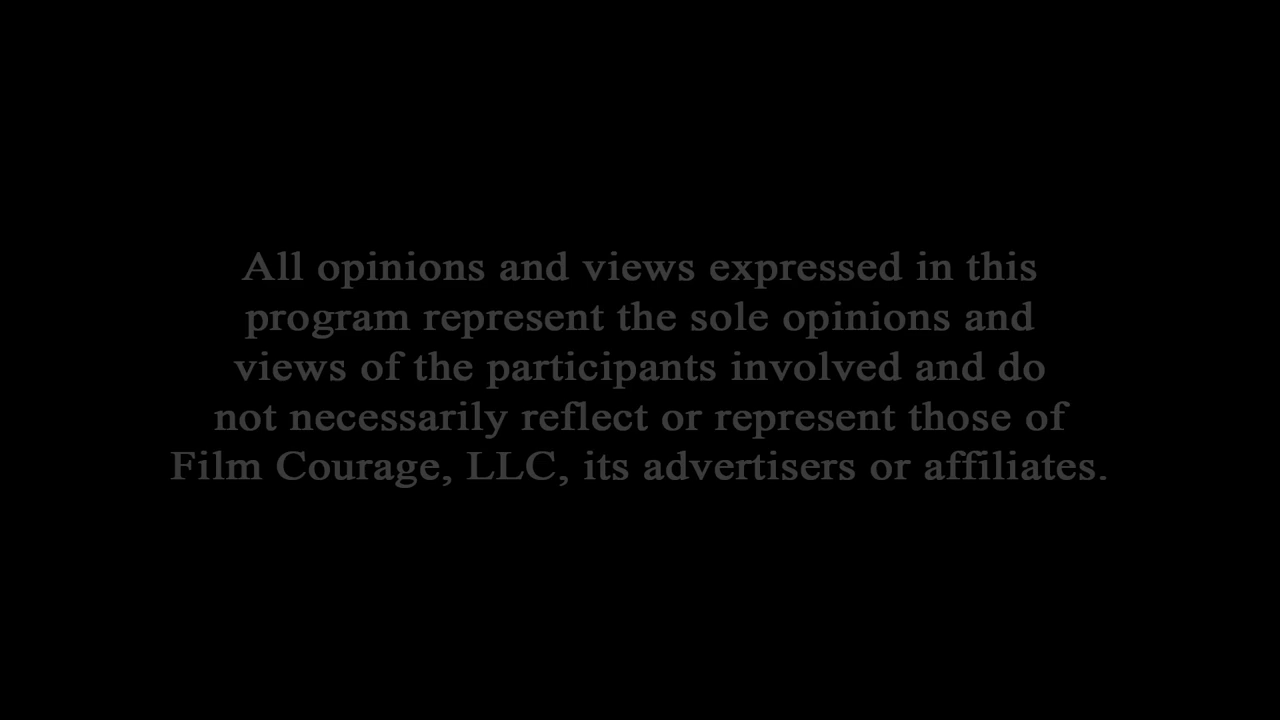 All opinions and views expressed in this
program represent the sole opinions and
views of the participants involved and do
not necessarily reflect or represent those of
Film Courage, LLC, its advertisers or affiliates.